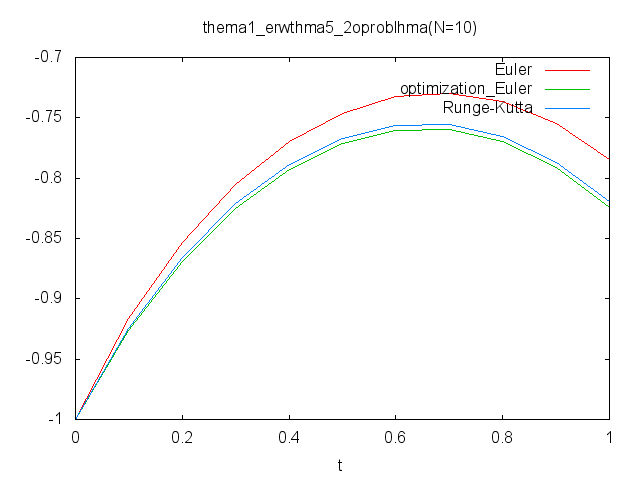 thema1_erwthma5_2oproblhma(N=10)
-0.7
Euler
optimization_Euler
Runge-Kutta
-0.75
-0.8
-0.85
-0.9
-0.95
-1
0 0.2 0.4 0.6 0.8 1
t